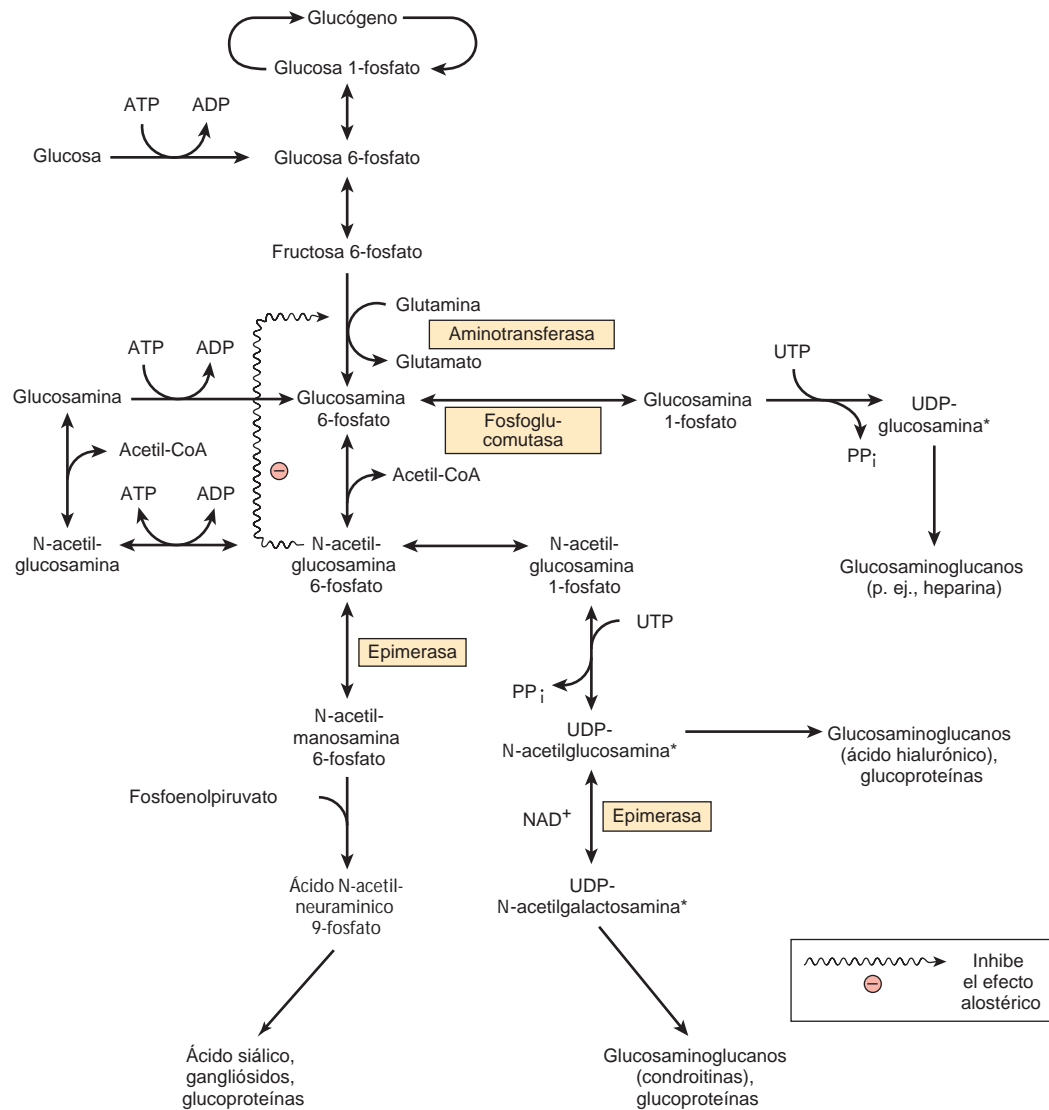 Glucógeno
Glucosa 1-fosfato
ATP
ADP
Glucosa
Glucosa 6-fosfato
Fructosa 6-fosfato
Glutamina
Aminotransferasa
Glutamato
ATP
ADP
UTP
Glucosamina
Glucosamina
6-fosfato
Fosfoglu-
comutasa
Glucosamina
1-fosfato
UDP-
glucosamina*
PPi
Acetil-CoA
−
Acetil-CoA
ATP
ADP
N-acetil-
glucosamina
N-acetil-
glucosamina
6-fosfato
N-acetil-
glucosamina
1-fosfato
Glucosaminoglucanos
(p. ej., heparina)
UTP
Epimerasa
PPi
N-acetil-
manosamina
6-fosfato
UDP-
N-acetilglucosamina*
Glucosaminoglucanos
(ácido hialurónico),
glucoproteínas
Fosfoenolpiruvato
NAD+
Epimerasa
Ácido N-acetil-
neuraminico
9-fosfato
UDP-
N-acetilgalactosamina*
Inhibe
el efecto
alostérico
−
Ácido siálico,
gangliósidos,
glucoproteínas
Glucosaminoglucanos
(condroitinas),
glucoproteínas